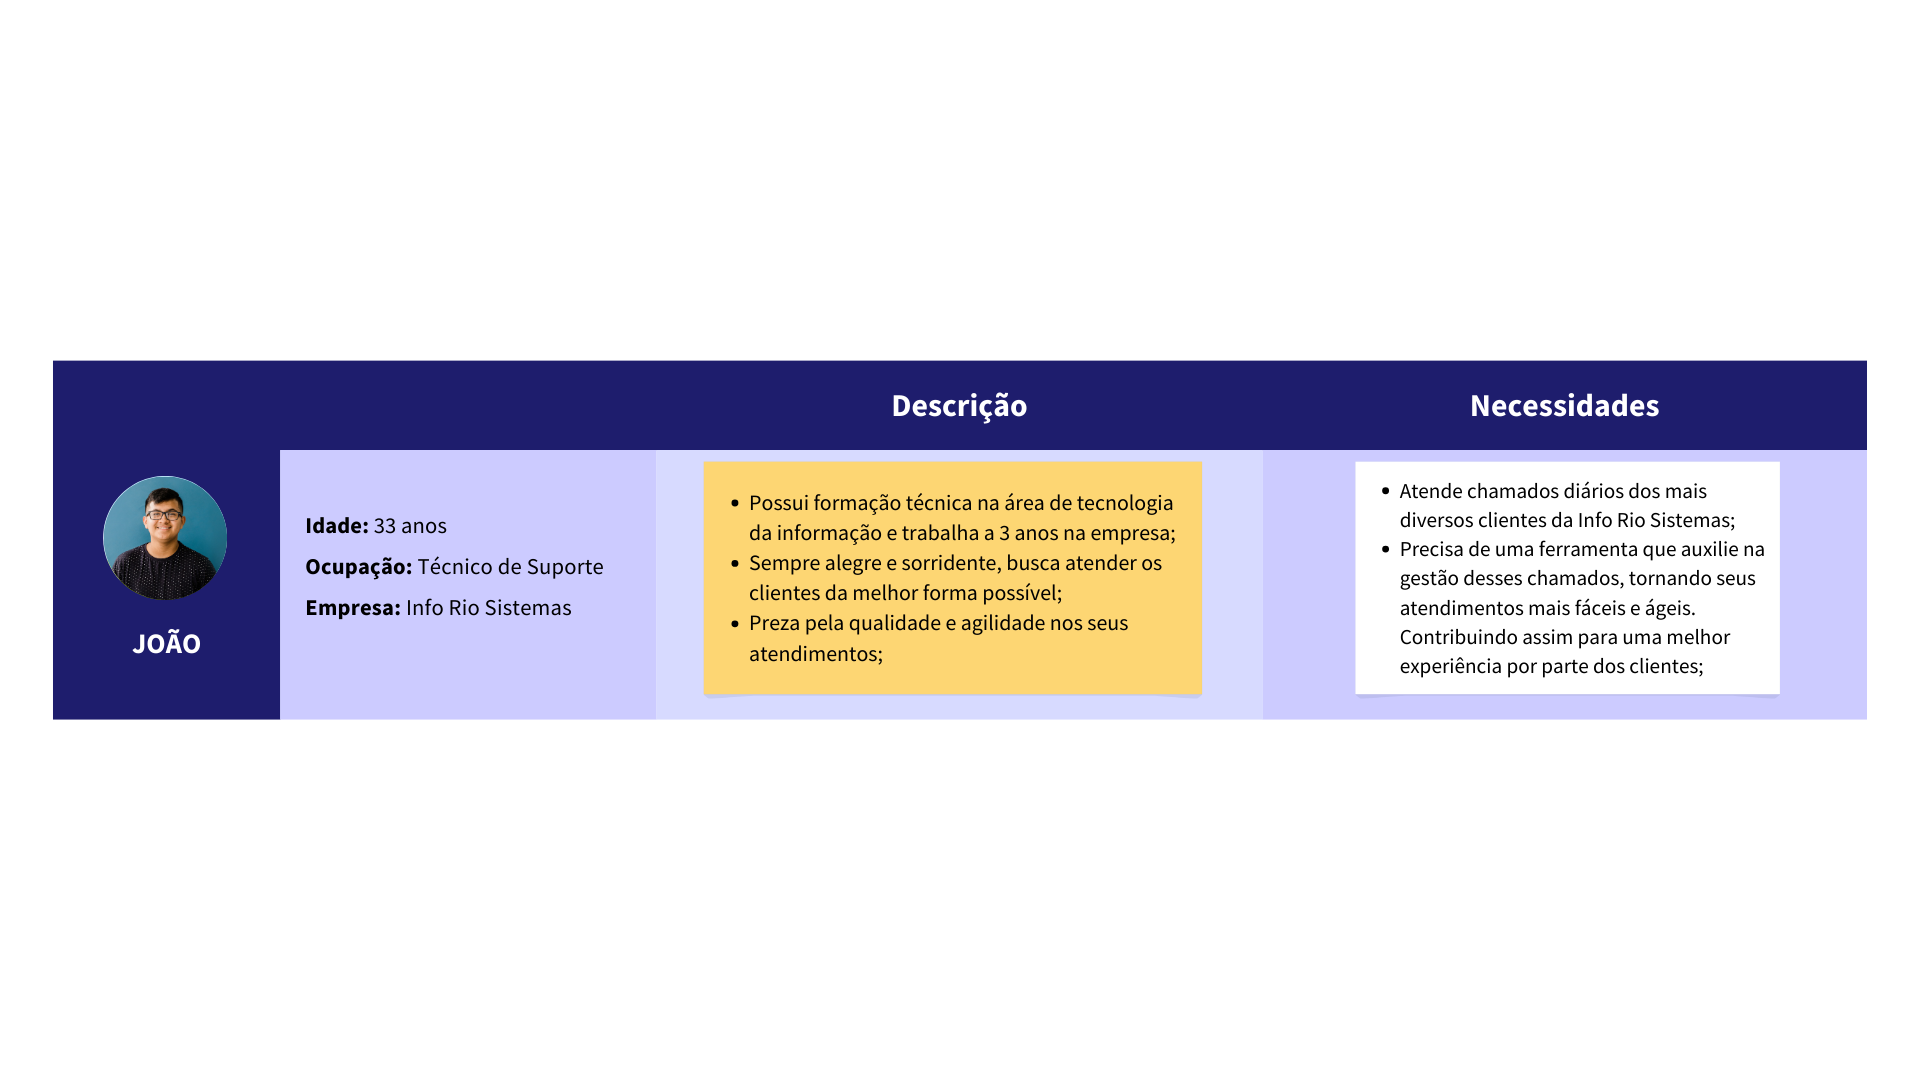 Descrição
Necessidades
JOÃO
Idade: 33 anos
Ocupação: Técnico de Suporte
Empresa: Info Rio Sistemas
• Possui formação técnica na área de tecnologia
da informação e trabalha a 3 anos na empresa;
• Sempre alegre e sorridente, busca atender os
clientes da melhor forma possível;
• Preza pela qualidade e agilidade nos seus
atendimentos;
• Atende chamados diários dos mais
diversos clientes da Info Rio Sistemas;
• Precisa de uma ferramenta que auxilie na
gestão desses chamados, tornando seus
atendimentos mais fáceis e ágeis.
Contribuindo assim para uma melhor
experiência por parte dos clientes;